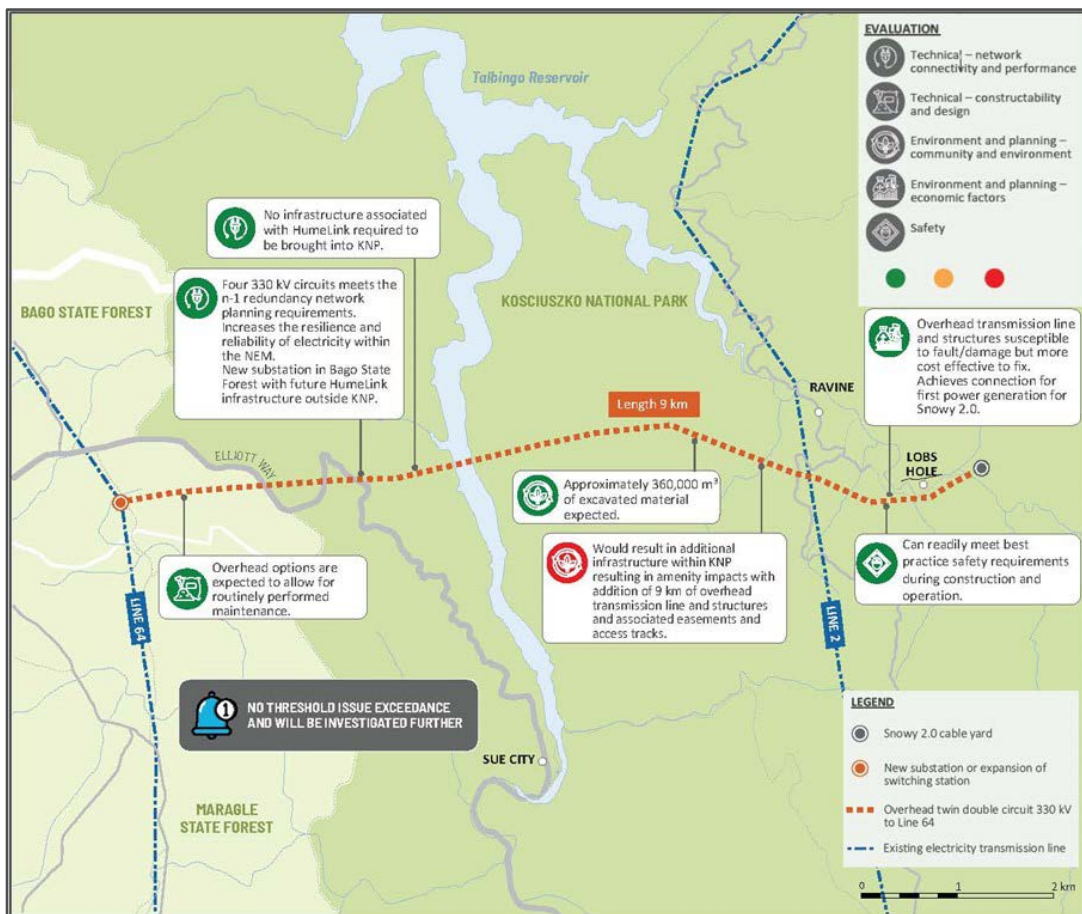 EVALUATION
Technical – network
connectivity and performance
Technical – constructability
and design
Environment and planning –
community and environment
Environment and planning –
economic factors
Safety
Talbingo Reservoir
No infrastructure associated
with HumeLink required to
be brought into KNP.
Four 330 kV circuits meets the
n-1 redundancy network
planning requirements.
Increases the resilience and
reliability of electricity within
the NEM.
New substation in Bago State
Forest with future HumeLink
infrastructure outside KNP.
BAGO STATE FOREST
KOSCIUSZKO NATIONAL PARK
Overhead transmission line
and structures susceptible
to fault/damage but more
cost effective to fix.
Achieves connection for
first power generation for
Snowy 2.0.
RAVINE
Length 9 km
LOBS
HOLE
ELLIOTT WAY
Approximately 360,000 m³
of excavated material
expected.
Would result in additional
infrastructure within KNP
resulting in amenity impacts with
addition of 9 km of overhead
transmission line and structures
and associated easements and
access tracks.
Can readily meet best
practice safety requirements
during construction and
operation.
Overhead options are
expected to allow for
routinely performed
maintenance.
LINE 64
LINE 2
1
NO THRESHOLD ISSUE EXCEEDANCE
AND WILL BE INVESTIGATED FURTHER
SUE CITY
MARAGLE
STATE FOREST
LEGEND
Snowy 2.0 cable yard
New substation or expansion of
switching station
Overhead twin double circuit 330 kV
to Line 64
Existing electricity transmission line
0 1 2 km